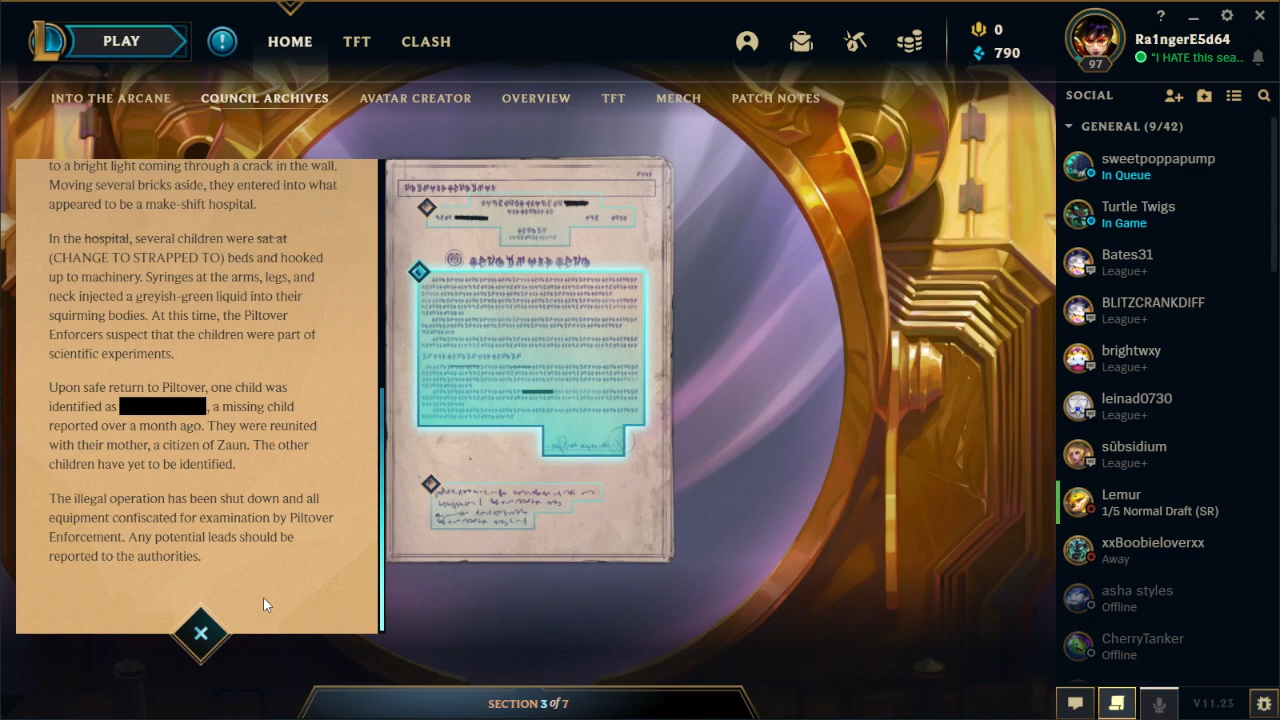 PLAY
HOME
TFT
CLASH
0
790
?
Ra1ngerE5d64
97
"I HATE this sea..
INTO THE ARCANE
COUNCIL ARCHIVES
AVATAR CREATOR
OVERVIEW
TFT
MERCH
PATCH NOTES
SOCIAL
GENERAL (9/42)
to a bright light coming through a crack in the wall.
Moving several bricks aside, they entered into what
appeared to be a make-shift hospital.
In the hospital, several children were sat at
(CHANGE TO STRAPPED TO) beds and hooked
up to machinery. Syringes at the arms, legs, and
neck injected a greyish-green liquid into their
squirming bodies. At this time, the Piltover
Enforcers suspect that the children were part of
scientific experiments.
Upon safe return to Piltover, one child was
identified as , a missing child
reported over a month ago. They were reunited
with their mother, a citizen of Zaun. The other
children have yet to be identified.
The illegal operation has been shut down and all
equipment confiscated for examination by Piltover
Enforcement. Any potential leads should be
reported to the authorities.
SECTION 3 of 7
sweetpoppapump
In Queue
Turtle Twigs
In Game
Bates31
League+
BLITZCRANKDIFF
League+
brightwxy
League+
leinad0730
League+
sübsidium
League+
Lemur
1/5 Normal Draft (SR)
xxBoobieloverxx
Away
asha styles
Offline
CherryTanker
Offline
V11.23